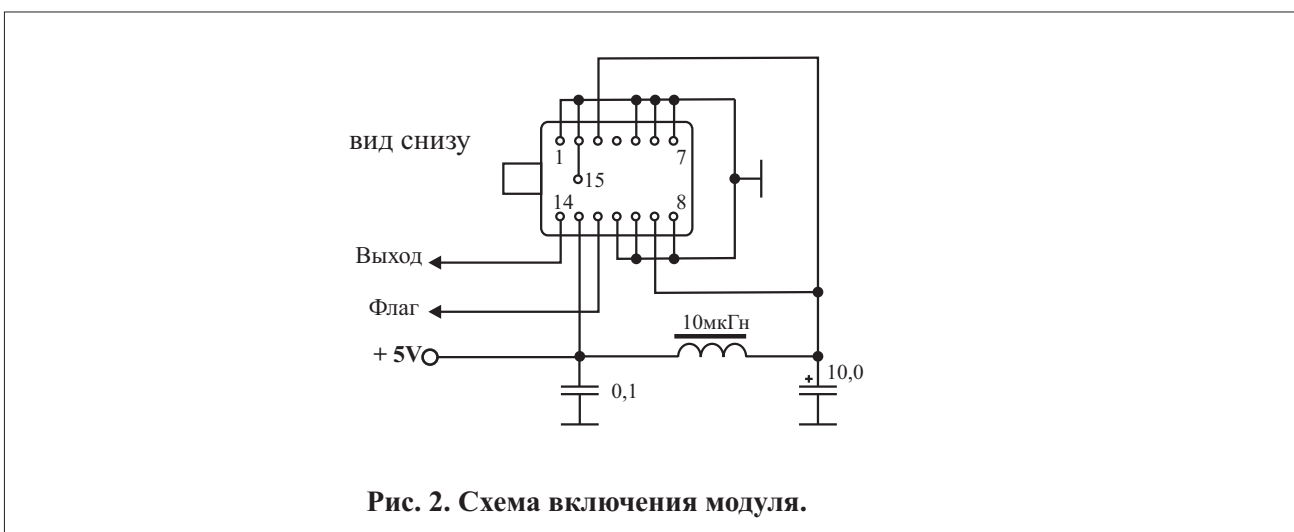 вид снизу
1
7
15
14
8
Выход
Флаг
10мкГн
+ 5V
+
10,0
0,1
Рис. 2. Схема включения модуля.